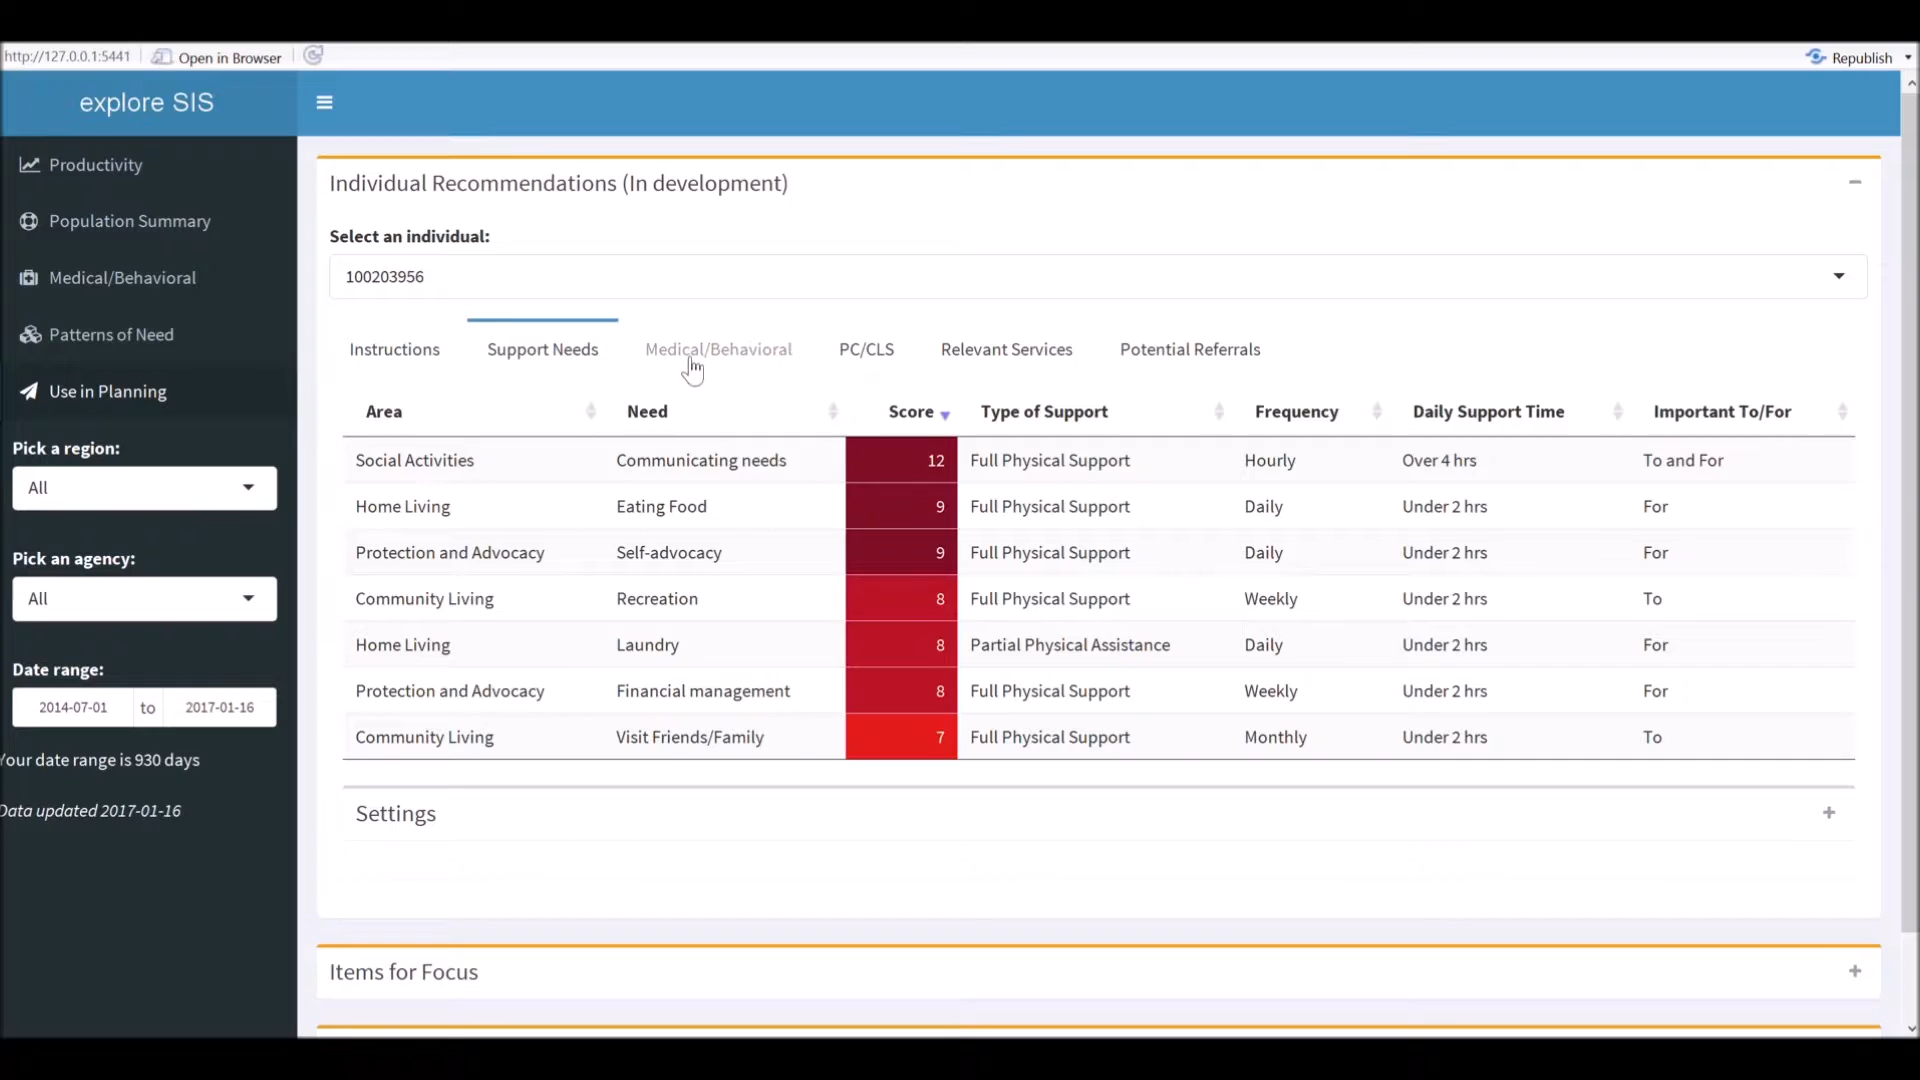 http://127.0.0.1:5441 Open in Browser Republish
explore SIS
Productivity
Population Summary
Medical/Behavioral
Patterns of Need
Use in Planning
Pick a region:
All
Pick an agency:
All
Date range:
2014-07-01 to 2017-01-16
Your date range is 930 days
Data updated 2017-01-16
Individual Recommendations (In development)
Select an individual:
100203956
Instructions Support Needs Medical/Behavioral PC/CLS Relevant Services Potential Referrals
Area Need Score Type of Support Frequency Daily Support Time Important To/For
Social Activities Communicating needs 12 Full Physical Support Hourly Over 4 hrs To and For
Home Living Eating Food 9 Full Physical Support Daily Under 2 hrs For
Protection and Advocacy Self-advocacy 9 Full Physical Support Daily Under 2 hrs For
Community Living Recreation 8 Full Physical Support Weekly Under 2 hrs To
Home Living Laundry 8 Partial Physical Assistance Daily Under 2 hrs For
Protection and Advocacy Financial management 8 Full Physical Support Weekly Under 2 hrs For
Community Living Visit Friends/Family 7 Full Physical Support Monthly Under 2 hrs To
Settings
Items for Focus